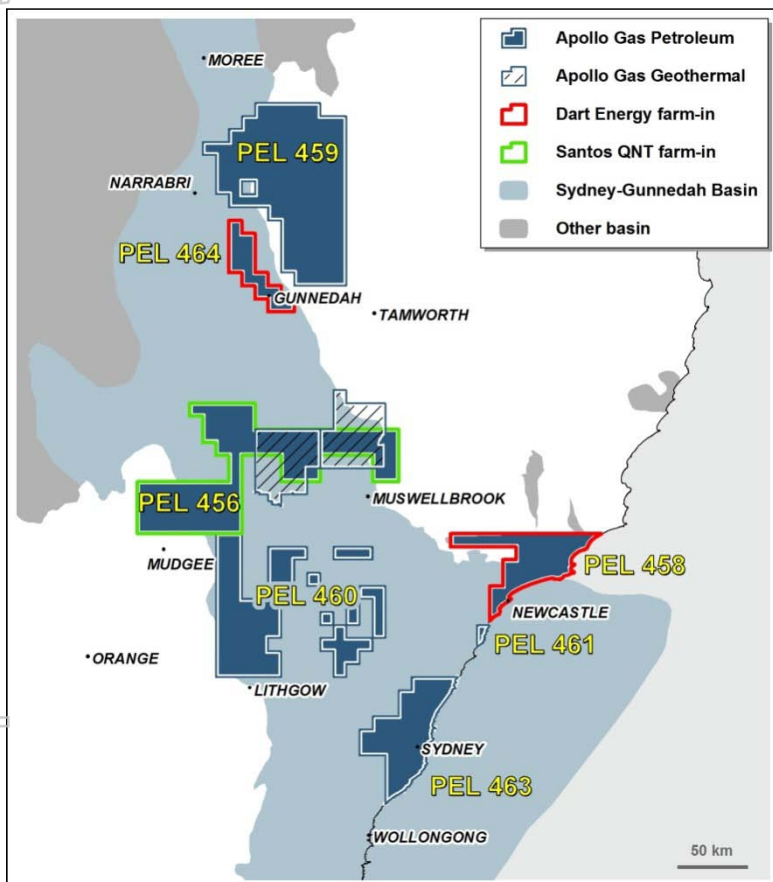 Apollo Gas Petroleum
Apollo Gas Geothermal
Dart Energy farm-in
Santos QNT farm-in
Sydney-Gunnedah Basin
Other basin
MOREE
PEL 459
NARRABRI
PEL 464
GUNNEDAH
TAMWORTH
PEL 456
MUSWELLBROOK
MUDGEE
PEL 458
PEL 460
NEWCASTLE
PEL 461
ORANGE
LITHGOW
SYDNEY
PEL 463
WOLLONGONG
50 km